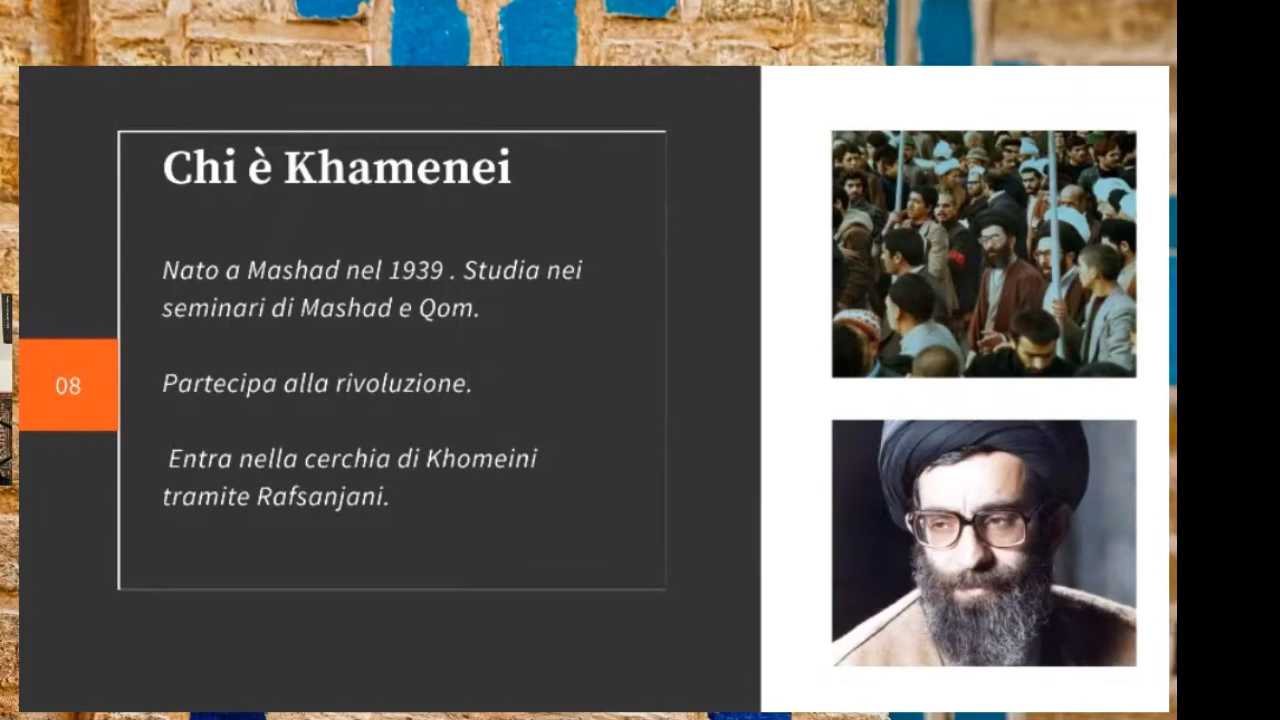 Chi è Khamenei
Nato a Mashad nel 1939 . Studia nei
seminari di Mashad e Qom.
08
Partecipa alla rivoluzione.
Entra nella cerchia di Khomeini
tramite Rafsanjani.